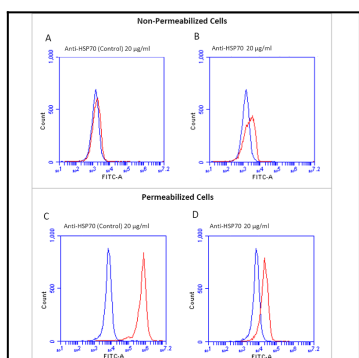 Non-Permeabilized Cells
A
B
Anti-HSP70 (Control) 20 µg/ml
Anti-HSP70 20 µg/ml
1,000
1,000
Count
500
Count
500
0
0
FITC-A
FITC-A
Permeabilized Cells
C
D
Anti-HSP70 (Control) 20 µg/ml
Anti-HSP70 20 µg/ml
1,000
1,000
Count
500
Count
500
0
0
FITC-A
FITC-A